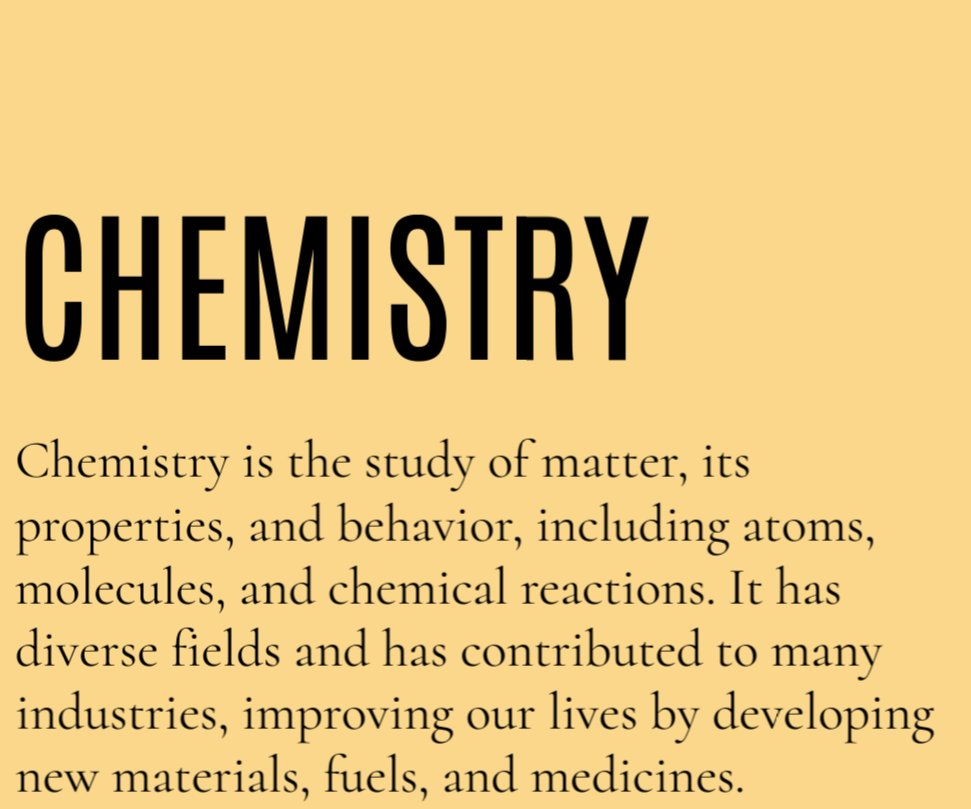 CHEMISTRY
Chemistry is the study of matter, its
properties, and behavior, including atoms,
molecules, and chemical reactions. It has
diverse fields and has contributed to many
industries, improving our lives by developing
new materials, fuels, and medicines.